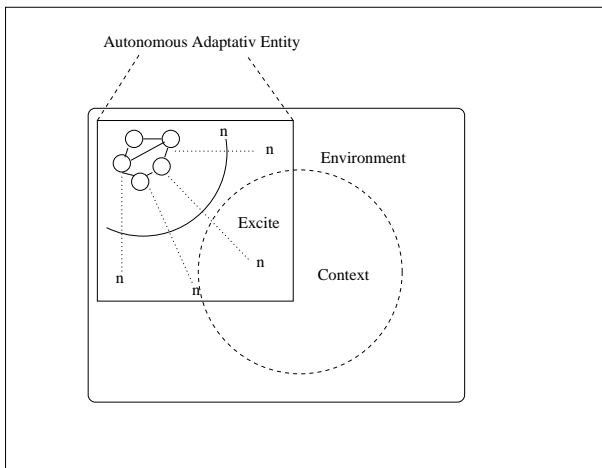 Autonomous Adaptativ Entity
n
n
Environment
Excite
n
Context
n
n